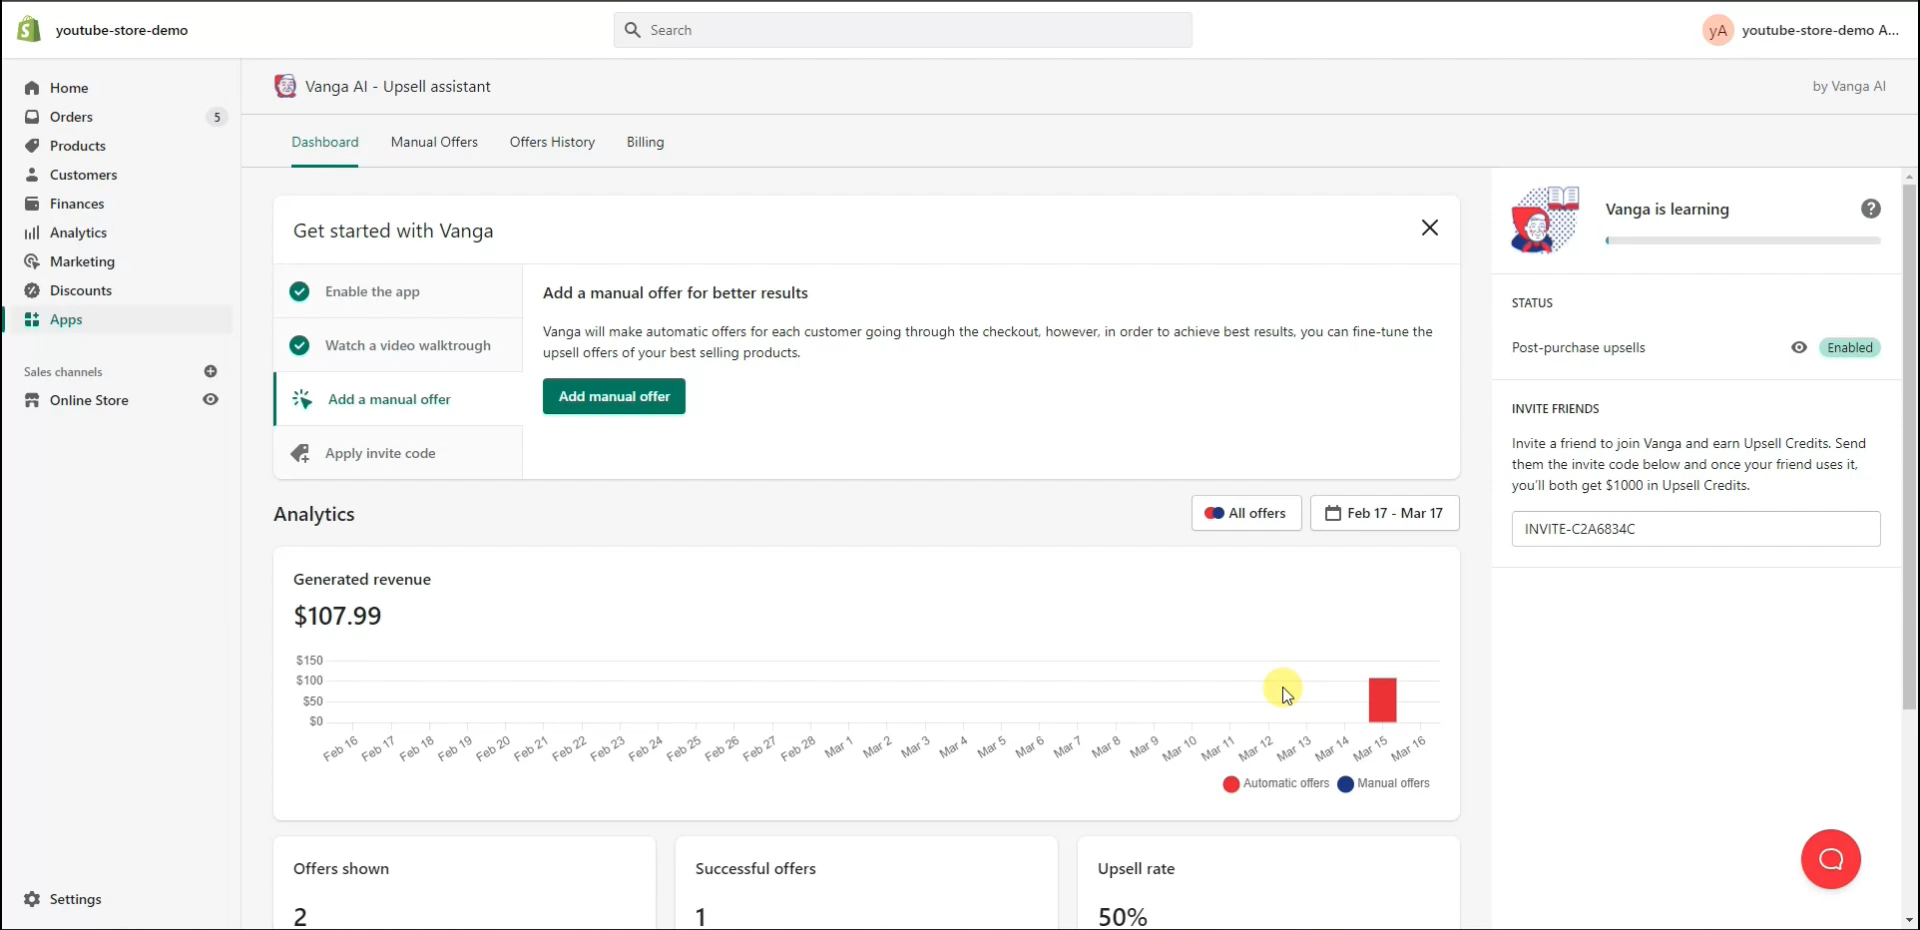 youtube-store-demo
Search
yA
youtube-store-demo A...
Home
Orders
5
Products
Customers
Finances
Analytics
Marketing
Discounts
Apps
Sales channels
Online Store
Settings
Vanga AI - Upsell assistant
by Vanga AI
Dashboard
Manual Offers
Offers History
Billing
Get started with Vanga
Enable the app
Watch a video walktrough
Add a manual offer
Apply invite code
Add a manual offer for better results
Vanga will make automatic offers for each customer going through the checkout, however, in order to achieve best results, you can fine-tune the
upsell offers of your best selling products.
Add manual offer
Analytics
All offers
Feb 17 - Mar 17
Generated revenue
$107.99
$150
$100
$50
$0
Feb 16
Feb 17
Feb 18
Feb 19
Feb 20
Feb 21
Feb 22
Feb 23
Feb 24
Feb 25
Feb 26
Feb 27
Feb 28
Mar 1
Mar 2
Mar 3
Mar 4
Mar 5
Mar 6
Mar 7
Mar 8
Mar 9
Mar 10
Mar 11
Mar 12
Mar 13
Mar 14
Mar 15
Mar 16
Automatic offers
Manual offers
Offers shown
2
Successful offers
1
Upsell rate
50%
Vanga is learning
?
STATUS
Post-purchase upsells
Enabled
INVITE FRIENDS
Invite a friend to join Vanga and earn Upsell Credits. Send
them the invite code below and once your friend uses it,
you'll both get $1000 in Upsell Credits.
INVITE-C2A6834C